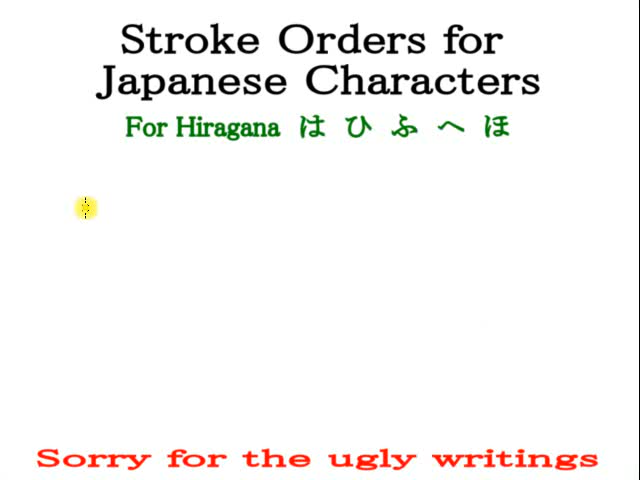 Stroke Orders for
Japanese Characters
For Hiragana は ひ ふ へ ほ
Sorry for the ugly writings